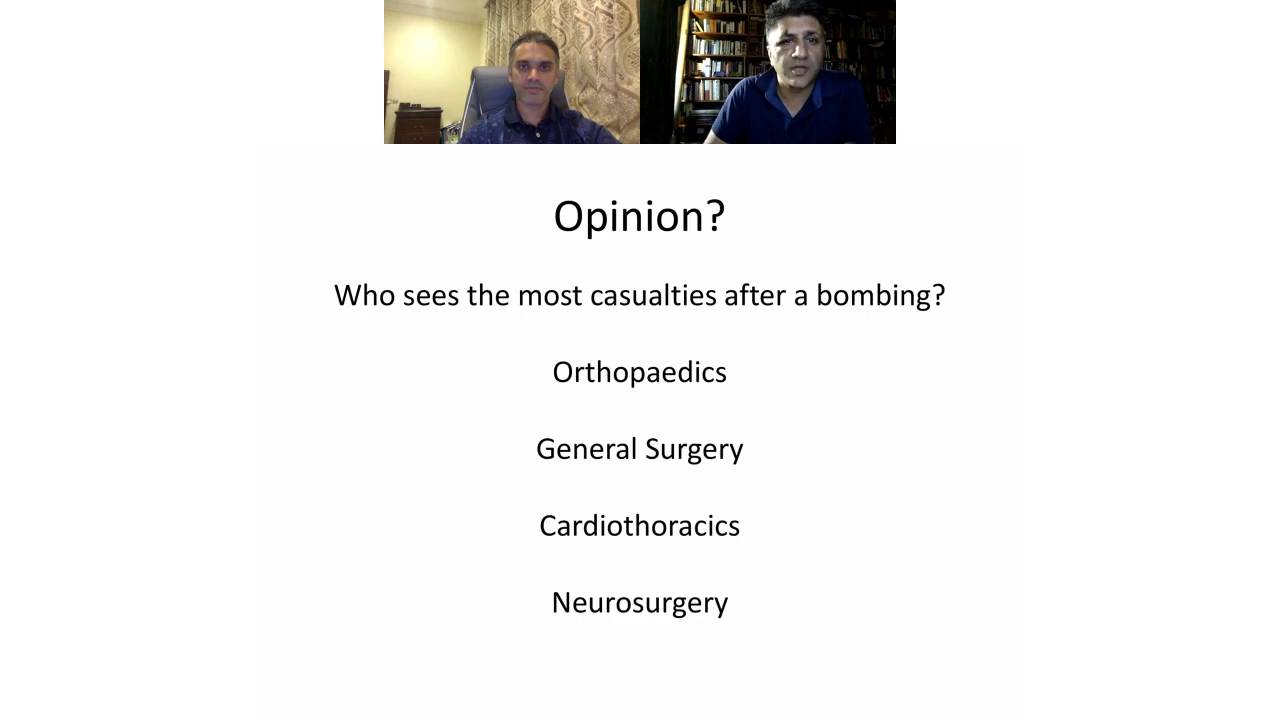 Opinion?
Who sees the most casualties after a bombing?
Orthopaedics
General Surgery
Cardiothoracics
Neurosurgery